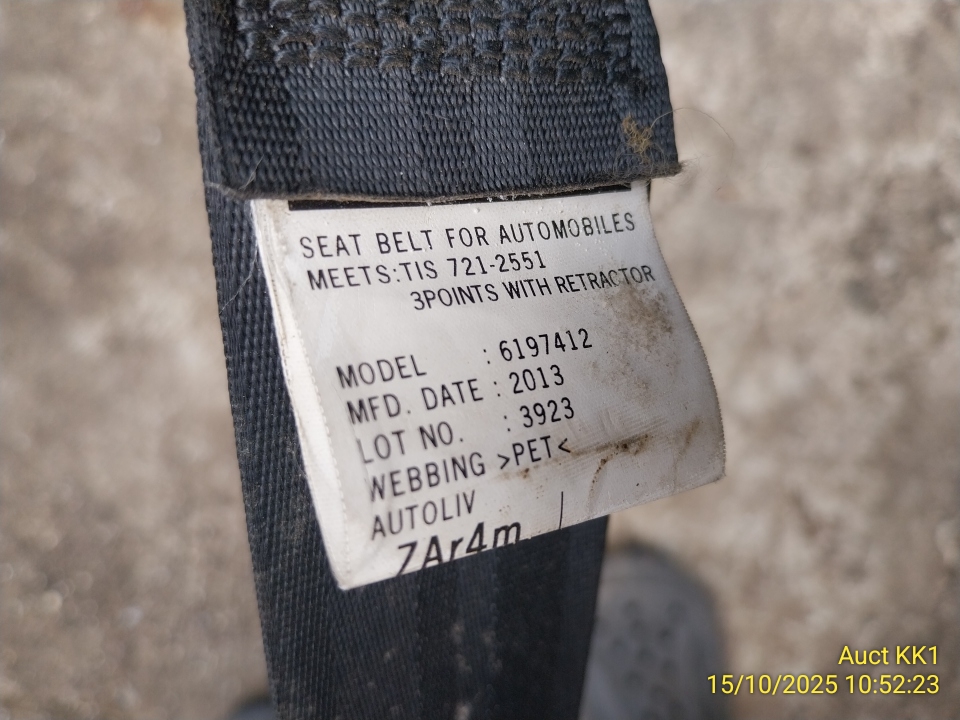 SEAT BELT FOR AUTOMOBILES
MEETS:TIS 721-2551
3POINTS WITH RETRACTOR
MODEL : 6197412
MFD. DATE : 2013
LOT NO. : 3923
WEBBING >PET<
AUTOLIV
7Ar4m
Auct KK1
15/10/2025 10:52:23